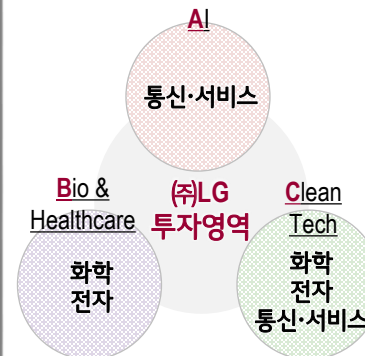 AI
통신·서비스
㈜LG
투자영역
Bio &
Healthcare
화학
전자
Clean
Tech
화학
전자
통신·서비스